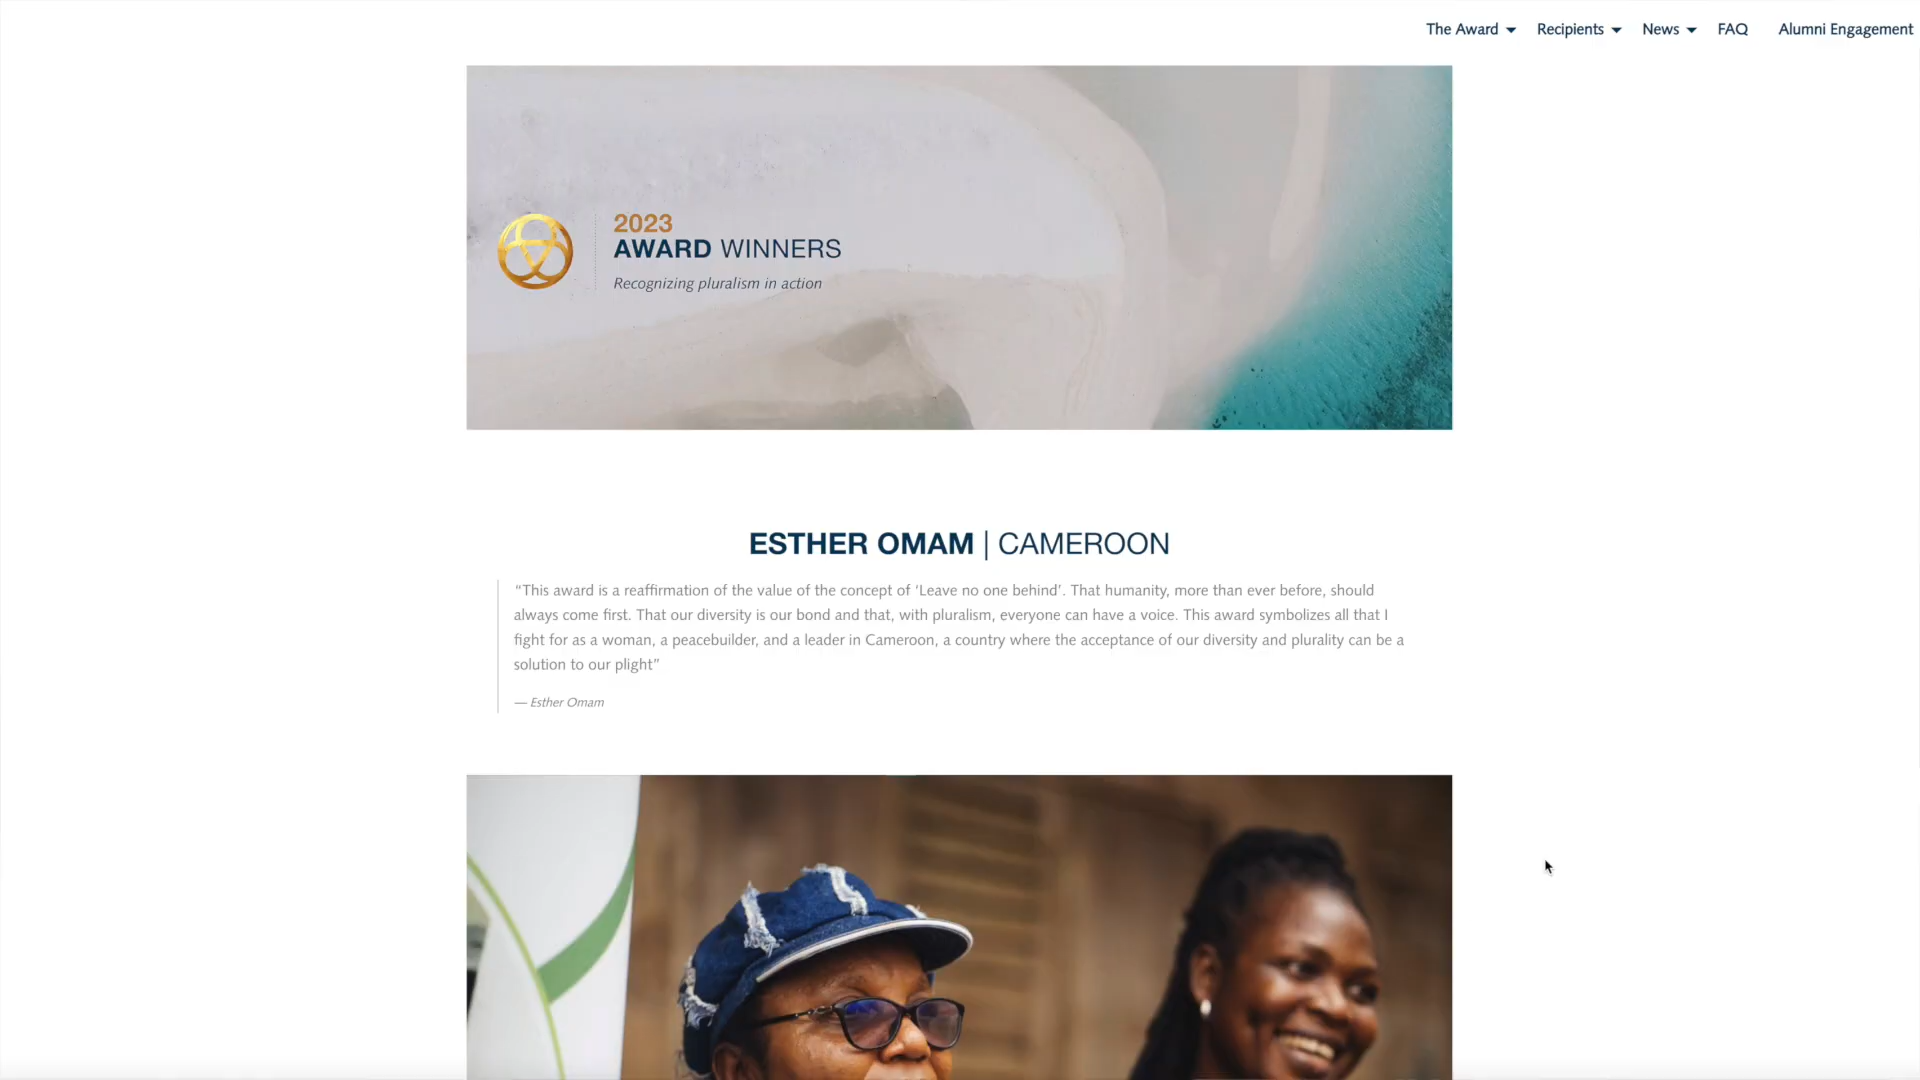 The Award Recipients News FAQ Alumni Engagement
2023
AWARD WINNERS
Recognizing pluralism in action
ESTHER OMAM | CAMEROON
“This award is a reaffirmation of the value of the concept of ‘Leave no one behind’. That humanity, more than ever before, should
always come first. That our diversity is our bond and that, with pluralism, everyone can have a voice. This award symbolizes all that I
fight for as a woman, a peacebuilder, and a leader in Cameroon, a country where the acceptance of our diversity and plurality can be a
solution to our plight”
— Esther Omam